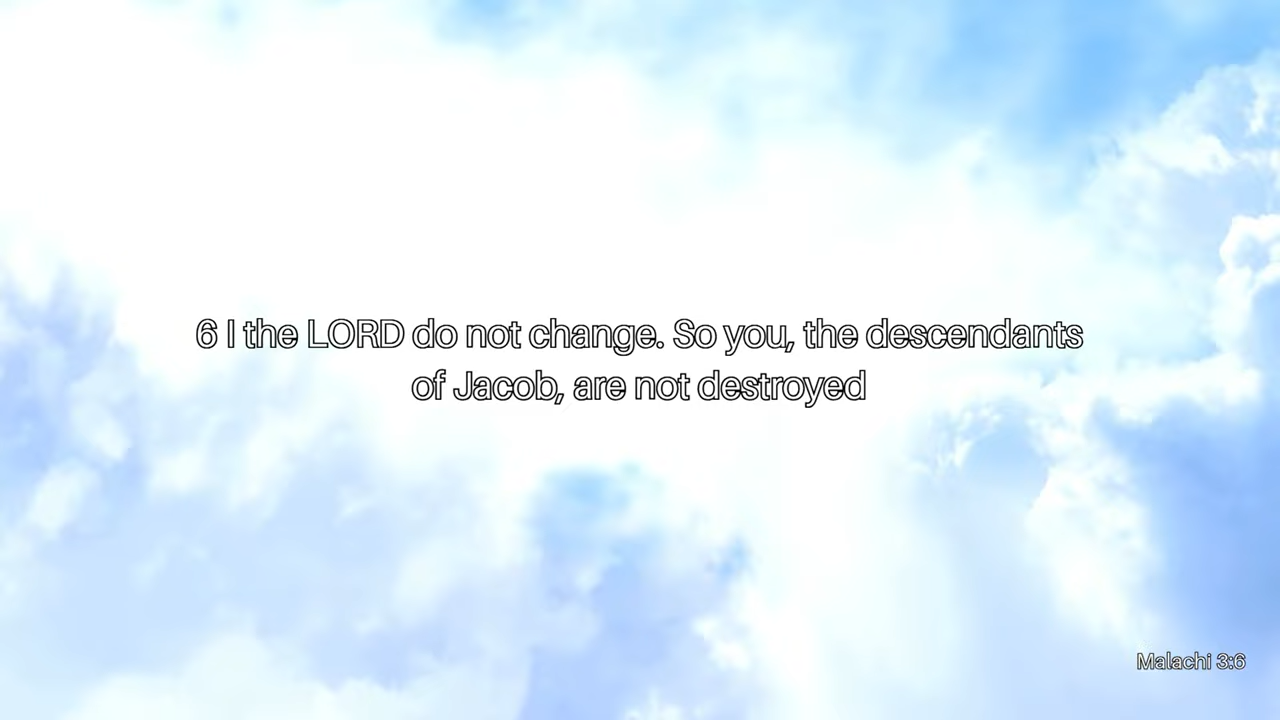 6 I the LORD do not change. So you, the descendants
of Jacob, are not destroyed
Malachi 3:6